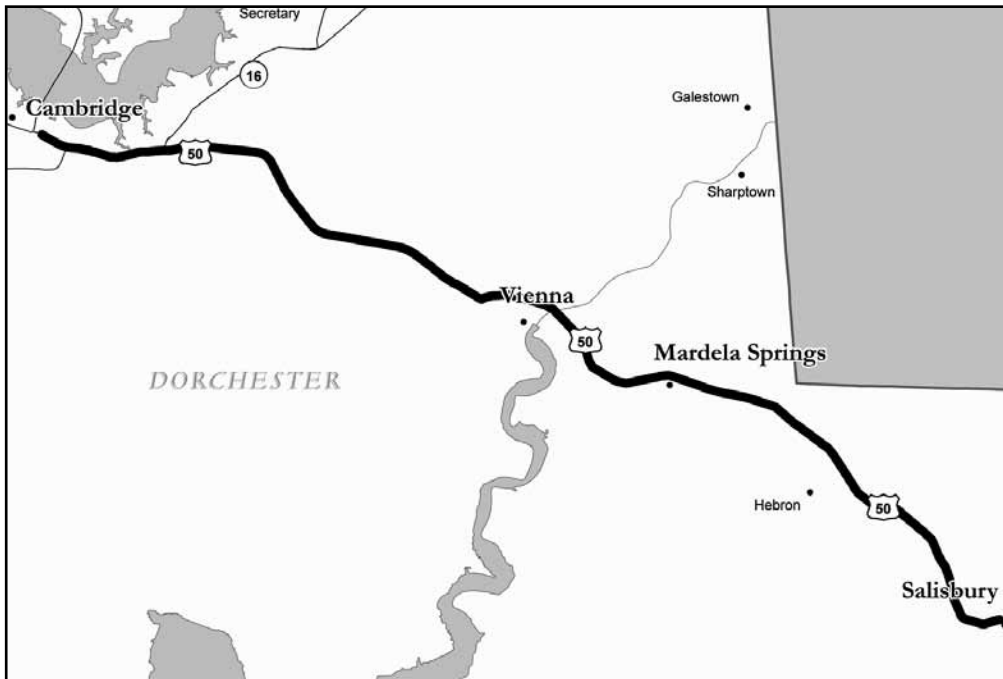 Secretary
16
Cambridge
Galestown
50
Sharptown
Vienna
50
Mardela Springs
DORCHESTER
Hebron
50
Salisbury